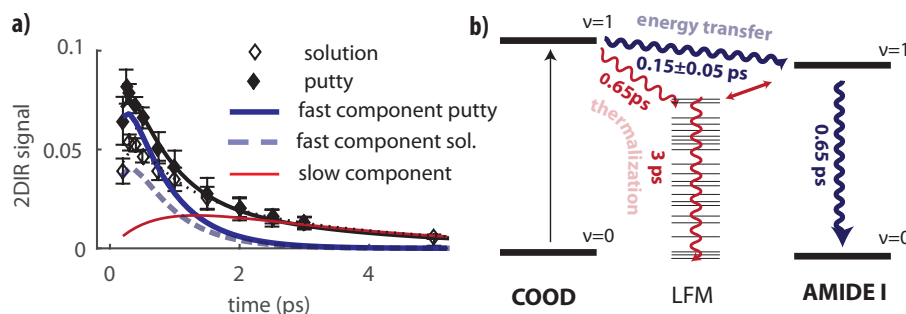 a)
0.1
0.05
0
2DIR signal
solution
putty
fast component putty
fast component sol.
slow component
0
2
4
time (ps)
b)
ν=1
energy transfer
0.15±0.05 ps
ν=1
0.65ps
thermalization
3 ps
0.65 ps
ν=0
ν=0
COOD
LFM
AMIDE I